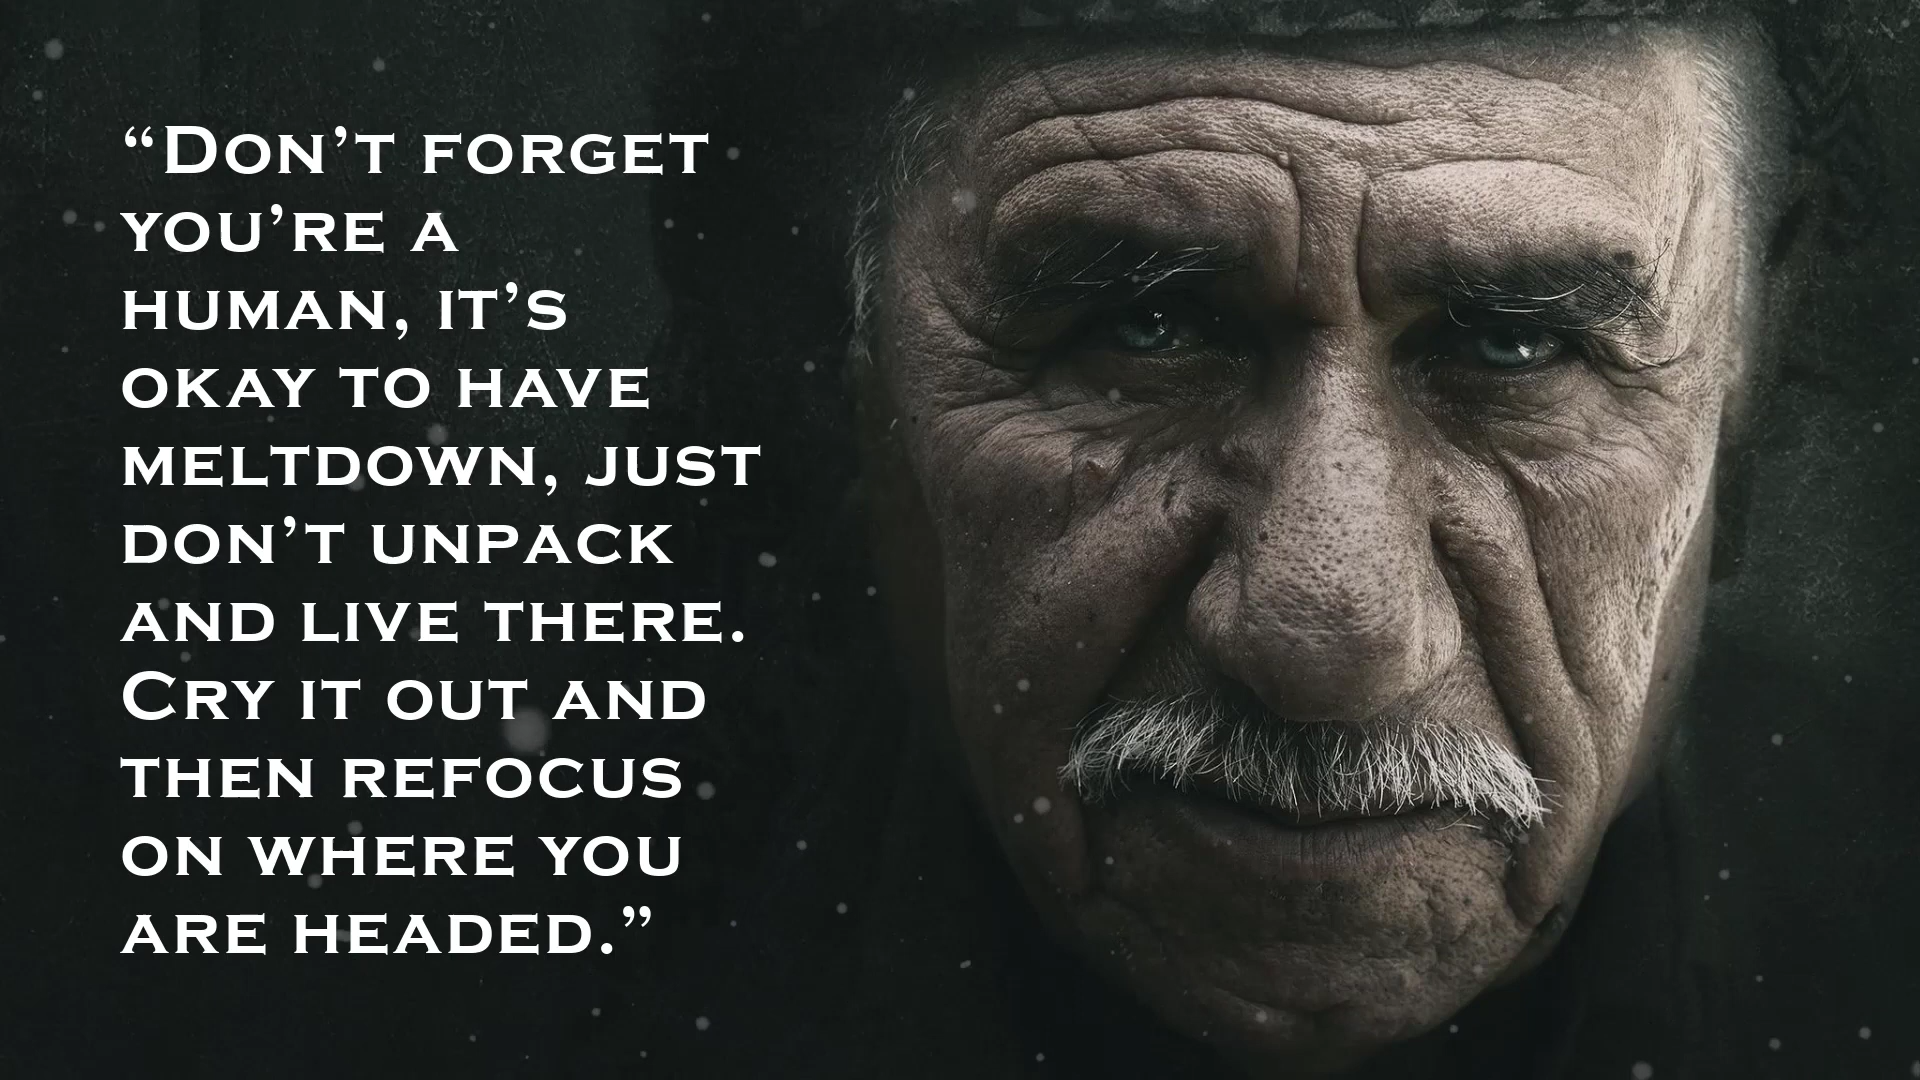 “Don’t forget
you’re a
human, it’s
okay to have
meltdown, just
don’t unpack
and live there.
Cry it out and
then refocus
on where you
are headed.”